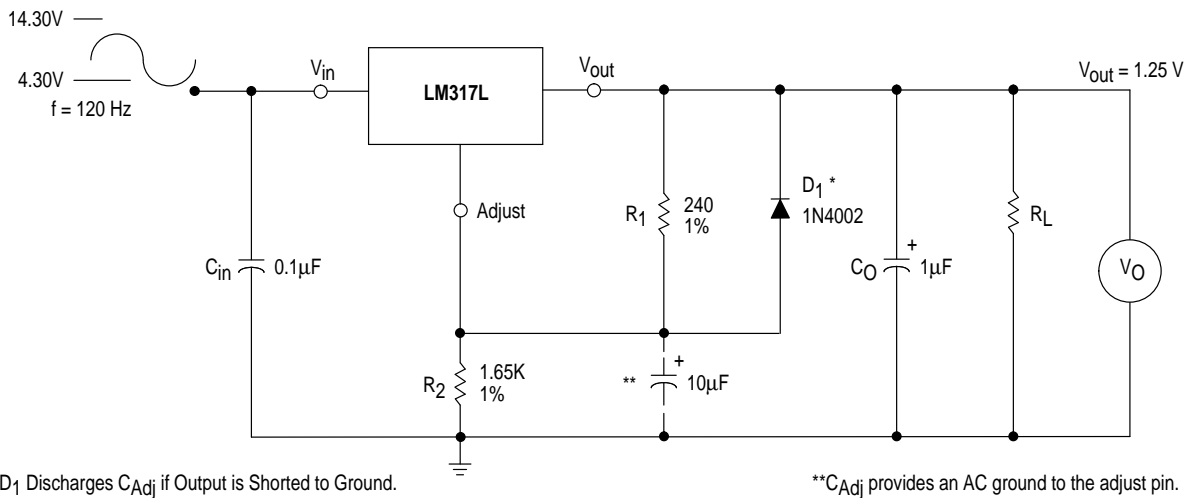 14.30V
4.30V
f = 120 Hz
Vin
LM317L
Vout
Vout = 1.25 V
Adjust
Cin
0.1µF
R1
240
1%
D1 *
1N4002
CO
+
1µF
RL
VO
R2
1.65K
1%
**
+
10µF
D1 Discharges CAdj if Output is Shorted to Ground.
**CAdj provides an AC ground to the adjust pin.